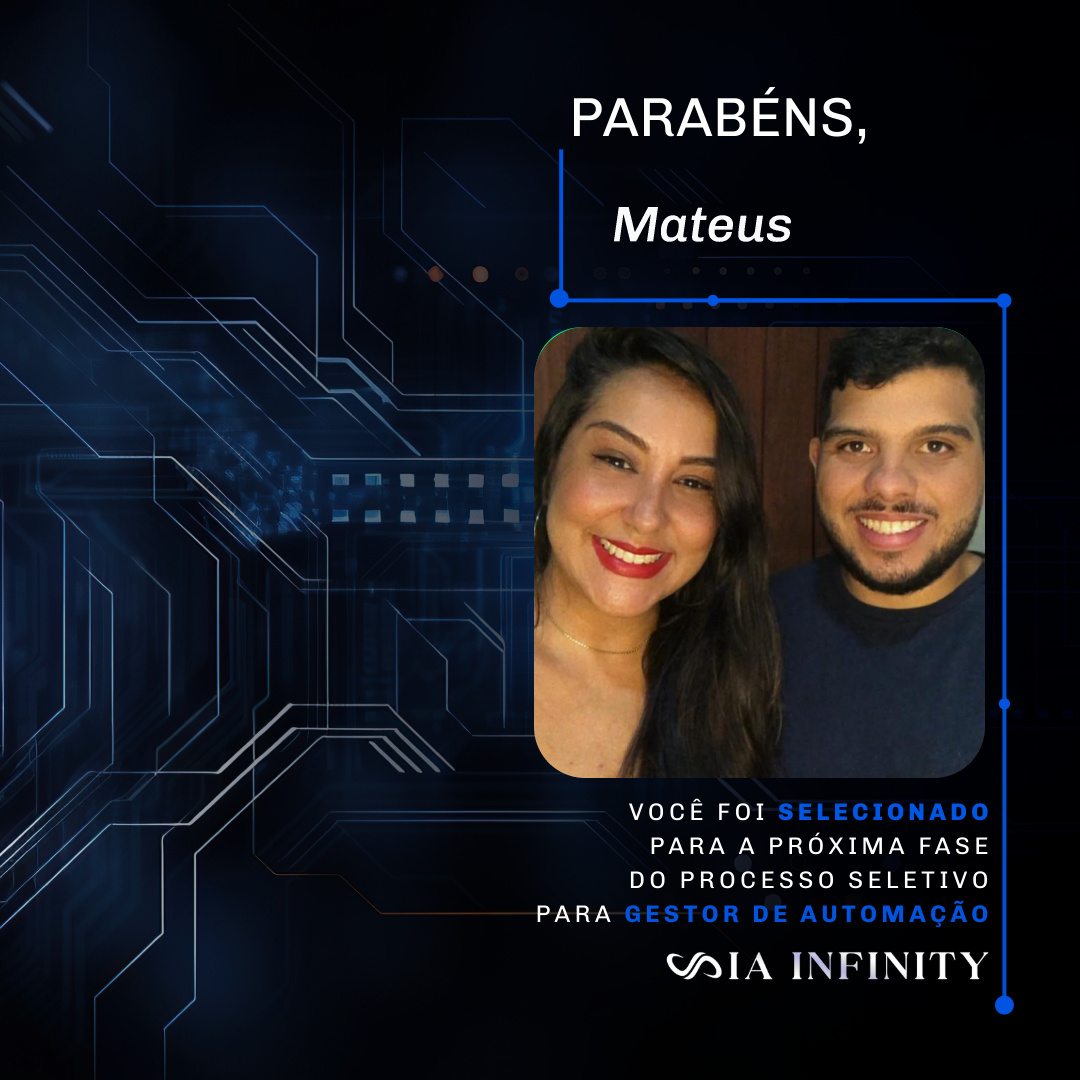 PARABÉNS,
Mateus
VOCÊ FOI SELECIONADO
PARA A PRÓXIMA FASE
DO PROCESSO SELETIVO
PARA GESTOR DE AUTOMAÇÃO
IA INFINITY